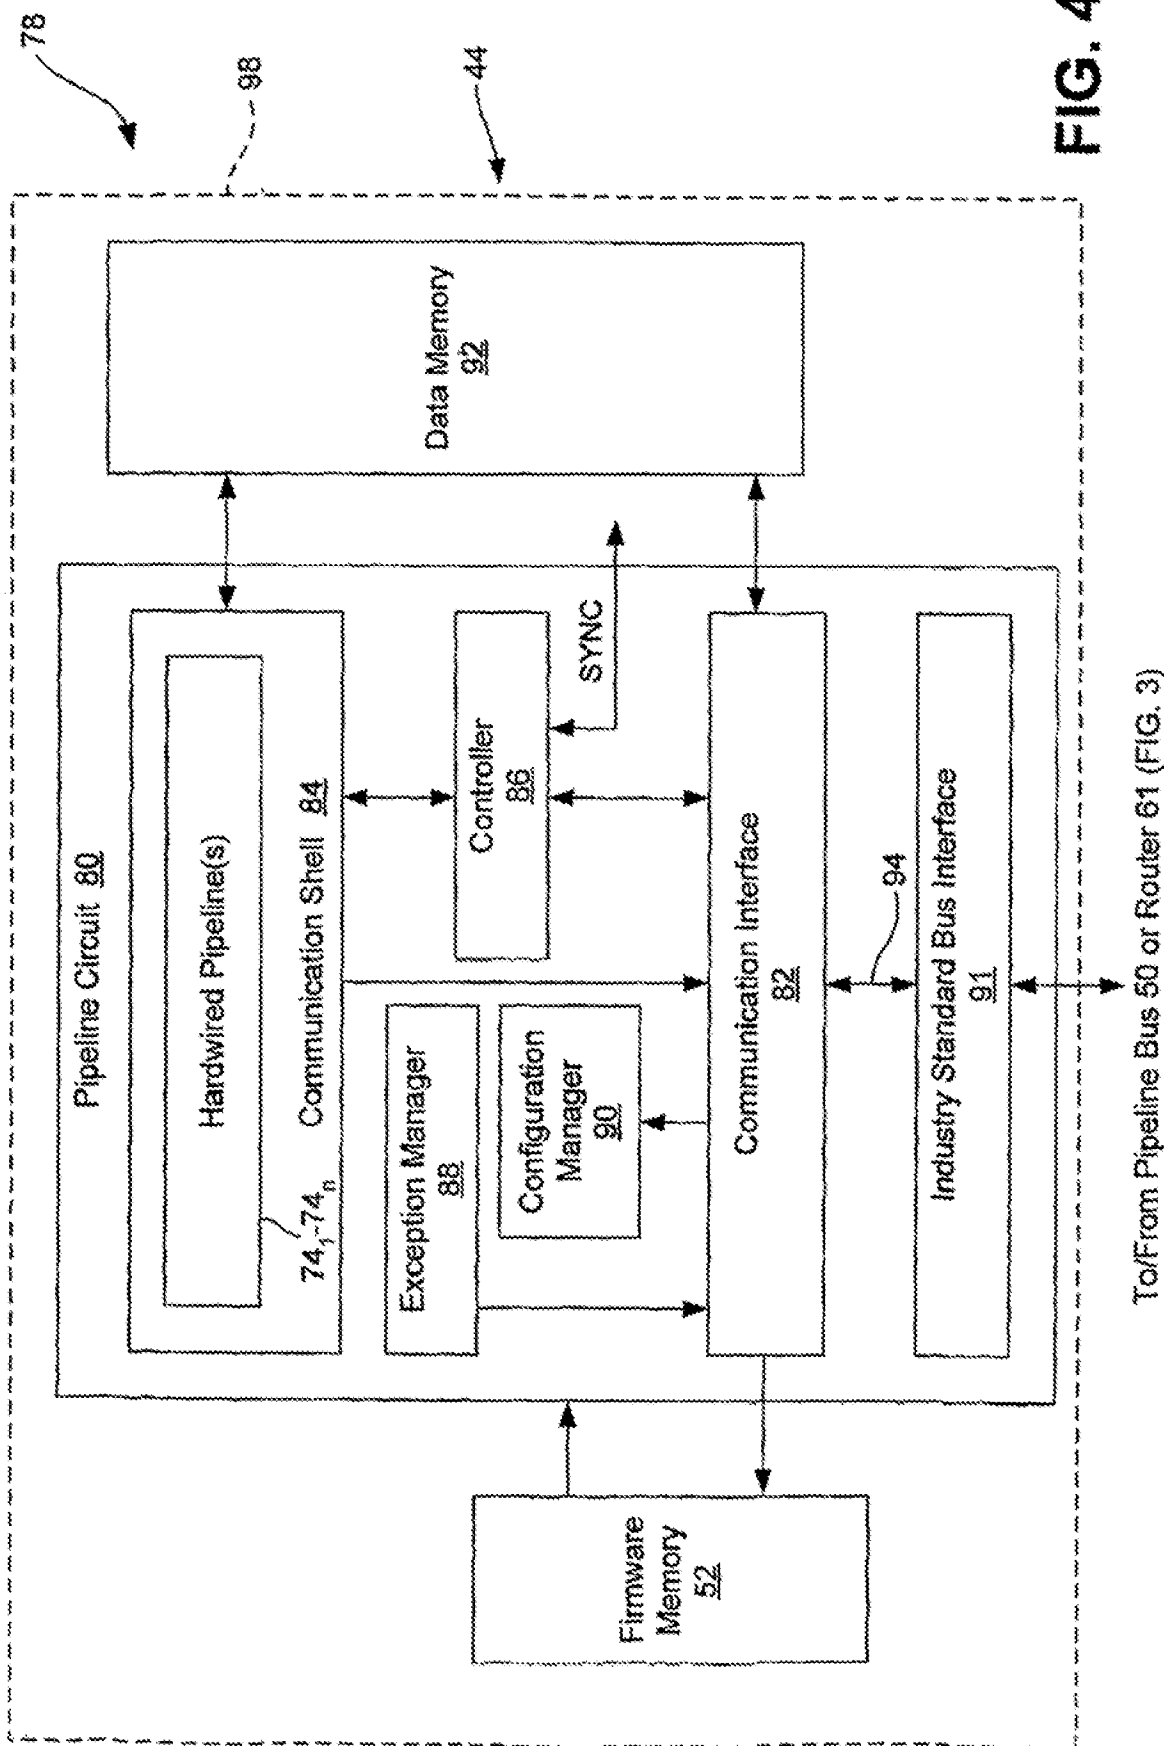 78
98
44
Pipeline Circuit 80
Hardwired Pipeline(s)
74₁-74ₙ
Communication Shell 84
Exception Manager
88
Controller
86
Configuration
Manager
90
SYNC
Communication Interface
82
94
Industry Standard Bus Interface
91
Data Memory
92
Firmware
Memory
52
To/From Pipeline Bus 50 or Router 61 (FIG. 3)
FIG. 4